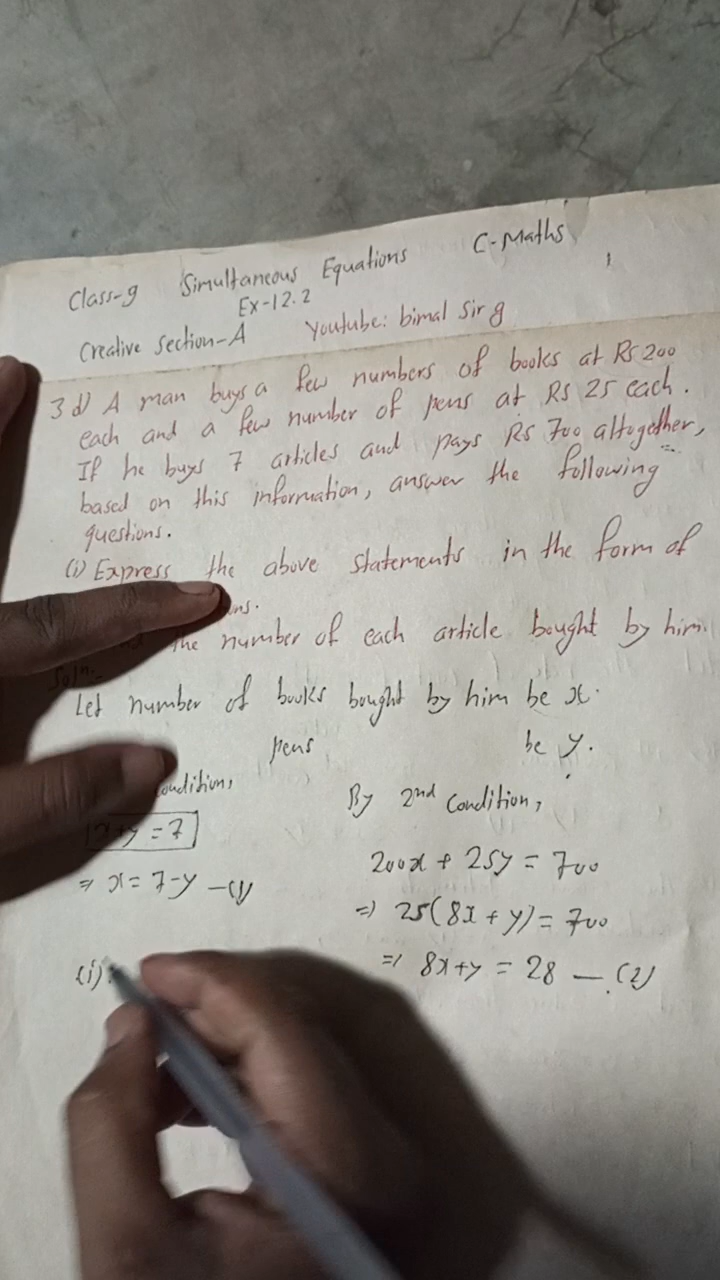 C-Maths
Class-9 Simultaneous Equations
Ex-12.2
Creative Section-A Youtube: bimal Sir g
3 d) A man buys a few numbers of books at Rs 200
each and a few number of pens at Rs 25 each.
If he buys 7 articles and pays Rs 700 altogether,
based on this information, answer the following
questions.
(i) Express the above statements in the form of
ons.
the number of each article bought by him.
Soln:-
Let number of books bought by him be x.
pens be y.
condition,
By 2nd Condition,
x+y = 7
200x + 25y = 700
⇒ x = 7-y —(1)
⇒ 25(8x + y) = 700
⇒ 8x+y = 28 —.(2)
(i)